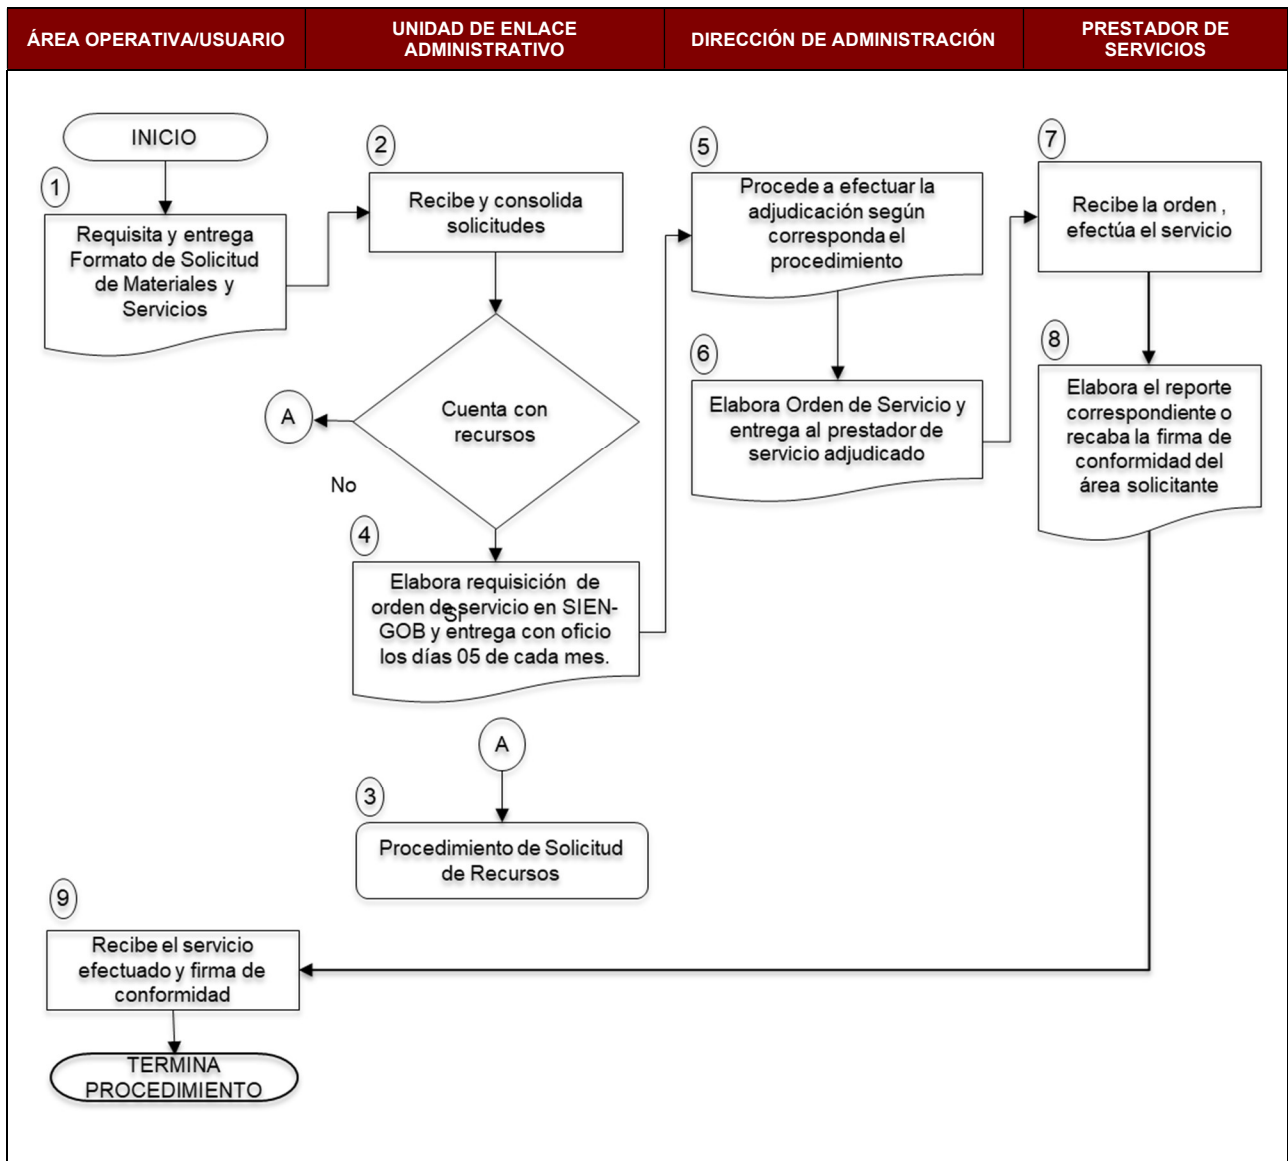 ÁREA OPERATIVA/USUARIO
UNIDAD DE ENLACE
ADMINISTRATIVO
DIRECCIÓN DE ADMINISTRACIÓN
PRESTADOR DE
SERVICIOS
INICIO
1
Requisita y entrega
Formato de Solicitud
de Materiales y
Servicios
2
Recibe y consolida
solicitudes
Cuenta con
recursos
A
No
4
Elabora requisición de
orden de servicio en SIEN-
Si
GOB y entrega con oficio
los días 05 de cada mes.
A
3
Procedimiento de Solicitud
de Recursos
5
Procede a efectuar la
adjudicación según
corresponda el
procedimiento
6
Elabora Orden de Servicio y
entrega al prestador de
servicio adjudicado
7
Recibe la orden ,
efectúa el servicio
8
Elabora el reporte
correspondiente o
recaba la firma de
conformidad del
área solicitante
9
Recibe el servicio
efectuado y firma de
conformidad
TERMINA
PROCEDIMIENTO